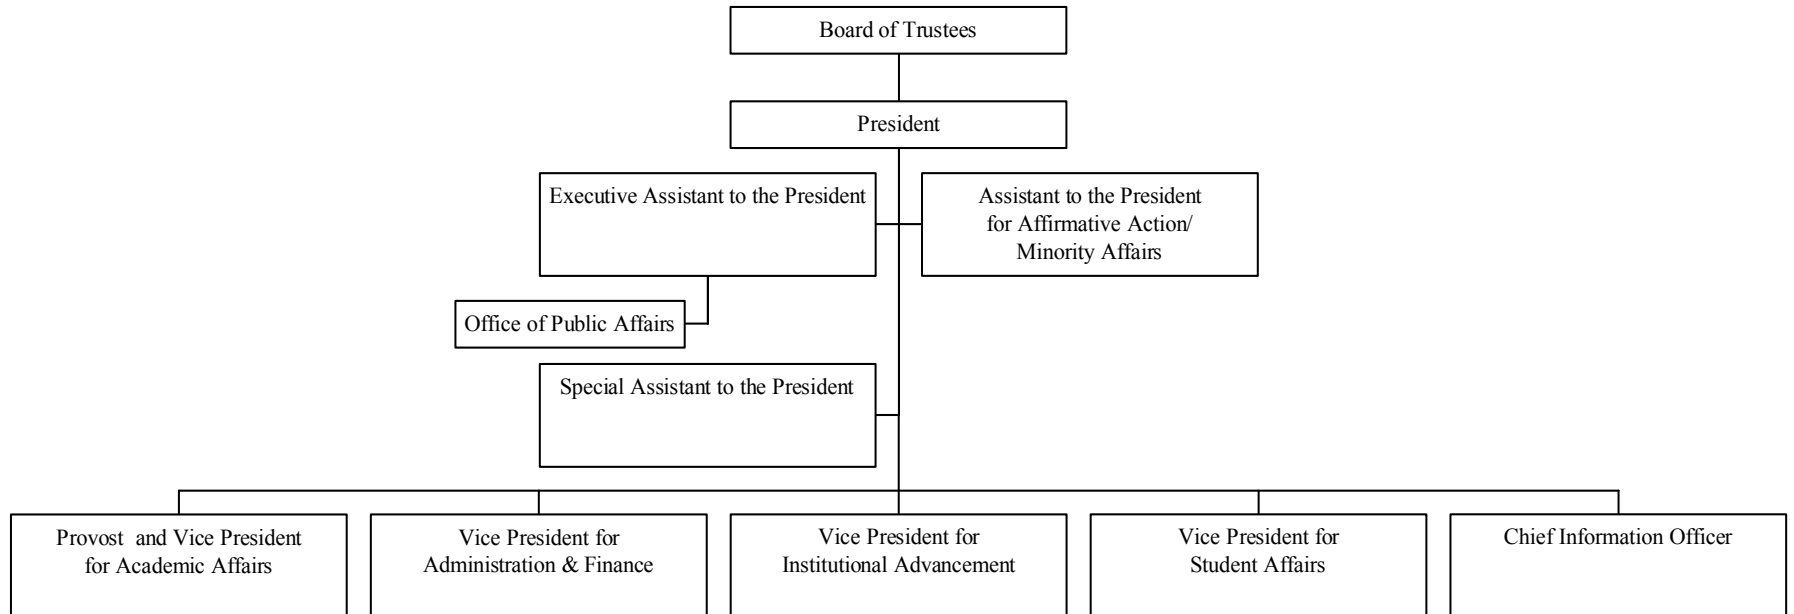 Board of Trustees
President
Executive Assistant to the President
Assistant to the President
for Affirmative Action/
Minority Affairs
Office of Public Affairs
Special Assistant to the President
Provost  and Vice President
for Academic Affairs
Vice President for
Administration & Finance
Vice President for
Institutional Advancement
Vice President for
Student Affairs
Chief Information Officer